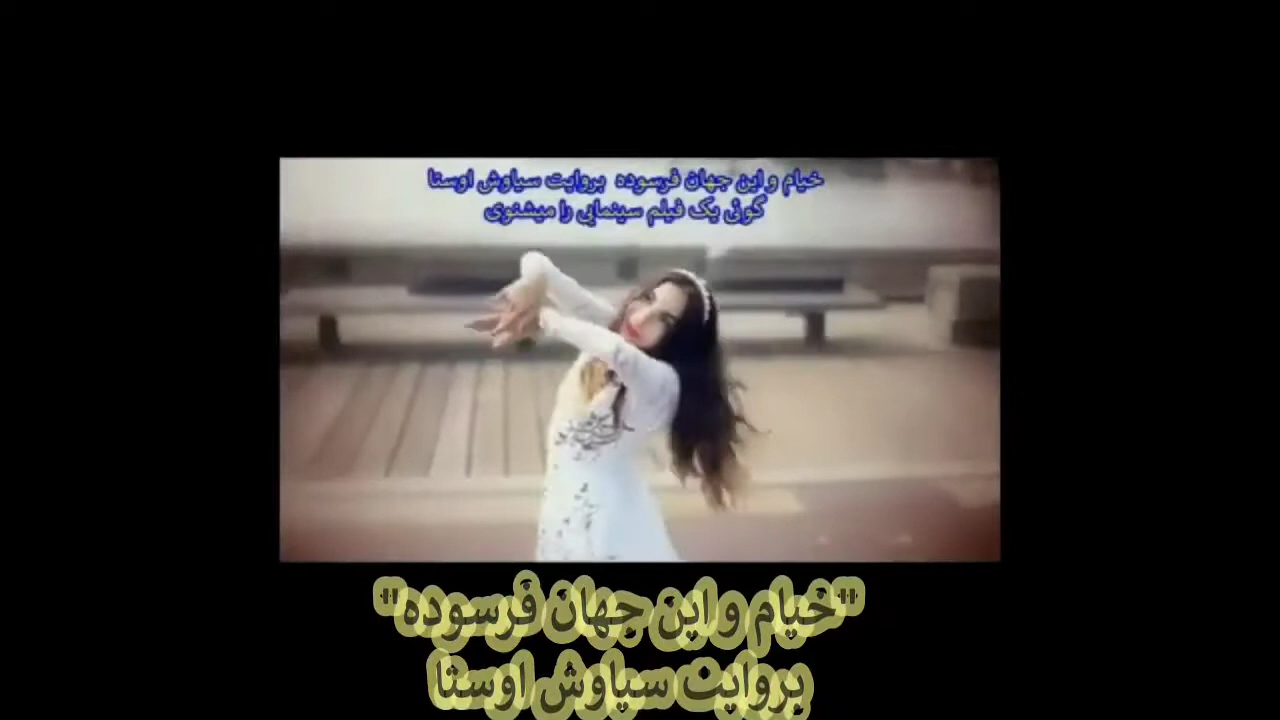 خیام و این جهان فرسوده بروایت سیاوش اوستا
گوئی یک فیلم سینمایی را میشنوی
"خیام و این جهان فرسوده"
بروایت سیاوش اوستا